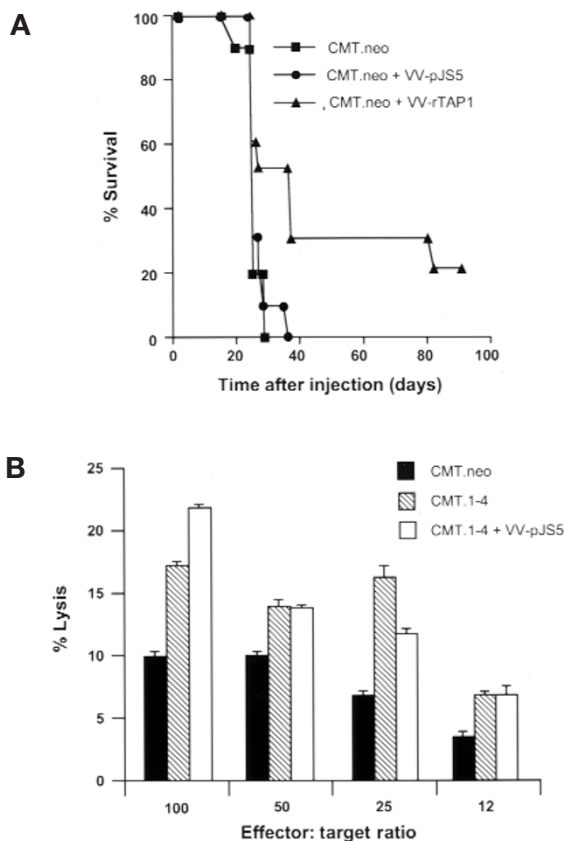 A
100
80
60
40
20
0
% Survival
CMT.neo
CMT.neo + VV-pJS5
, CMT.neo + VV-rTAP1
0 20 40 60 80 100
Time after injection (days)
B
25
20
15
10
5
0
% Lysis
CMT.neo
CMT.1-4
CMT.1-4 + VV-pJS5
100 50 25 12
Effector: target ratio